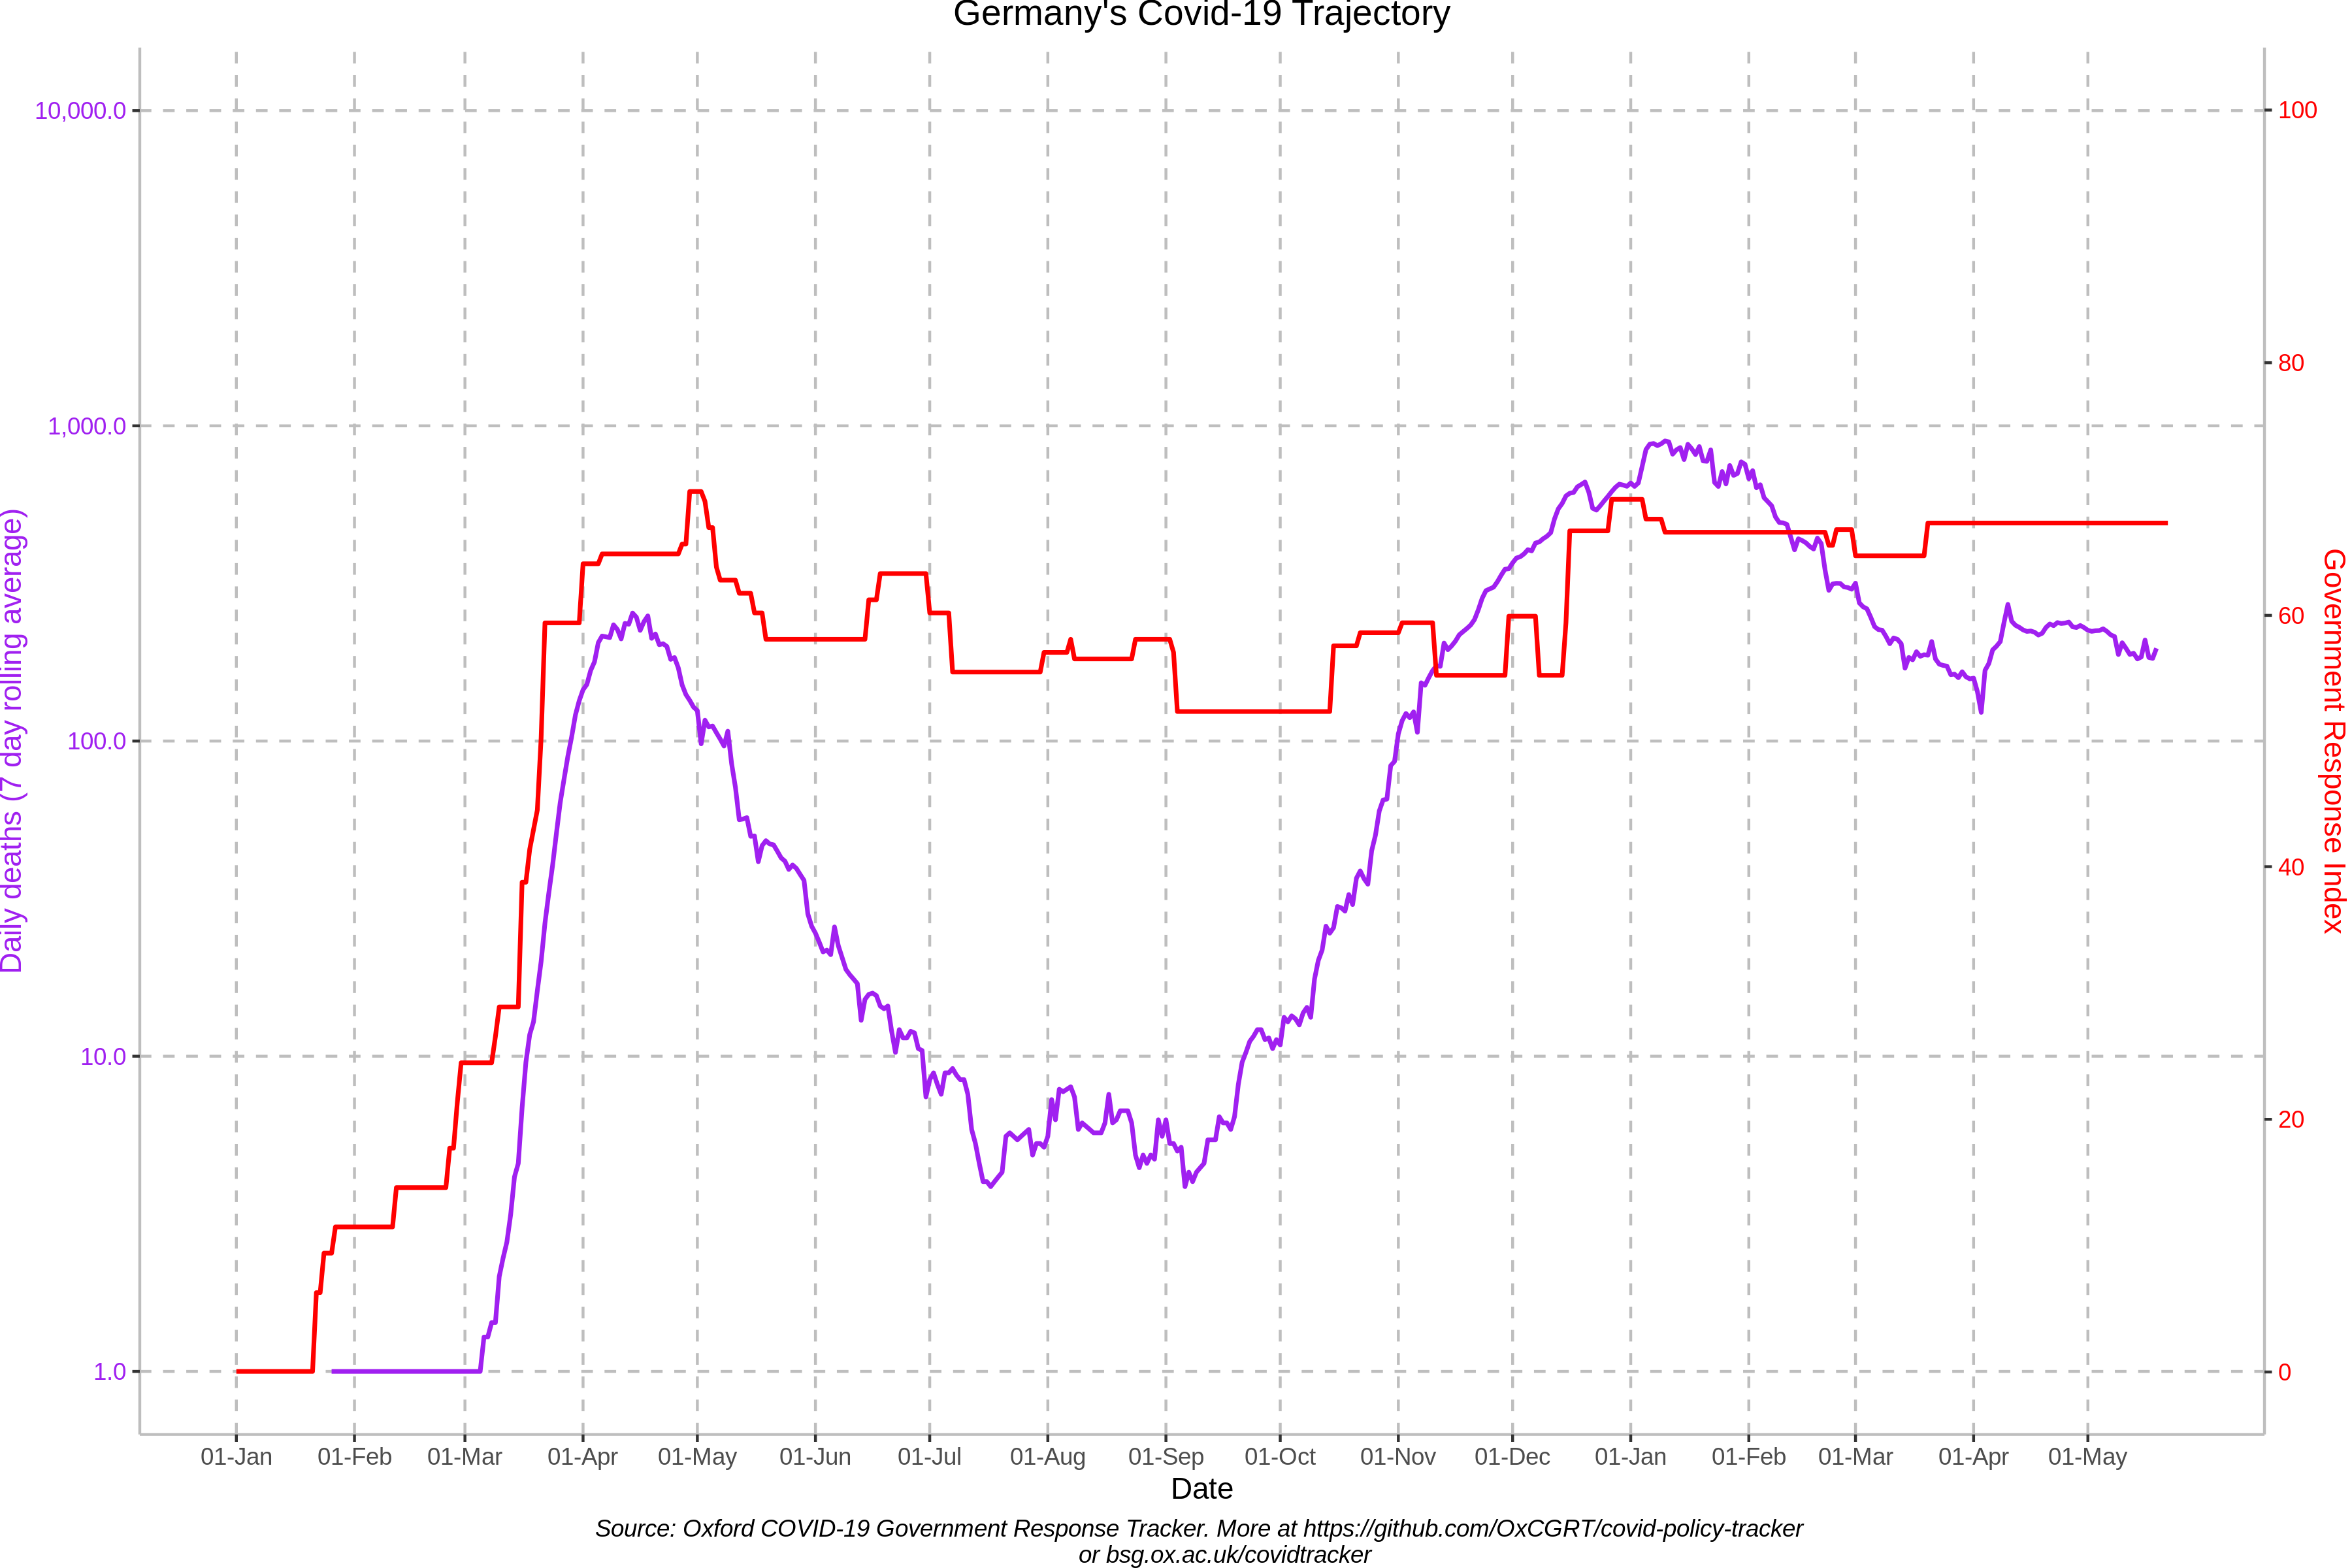 Germany's Covid-19 Trajectory
10,000.0
1,000.0
100.0
10.0
1.0
Daily deaths (7 day rolling average)
100
80
60
40
20
0
Government Response Index
01-Jan 01-Feb 01-Mar 01-Apr 01-May 01-Jun 01-Jul 01-Aug 01-Sep 01-Oct 01-Nov 01-Dec 01-Jan 01-Feb 01-Mar 01-Apr 01-May
Date
Source: Oxford COVID-19 Government Response Tracker. More at https://github.com/OxCGRT/covid-policy-tracker
or bsg.ox.ac.uk/covidtracker